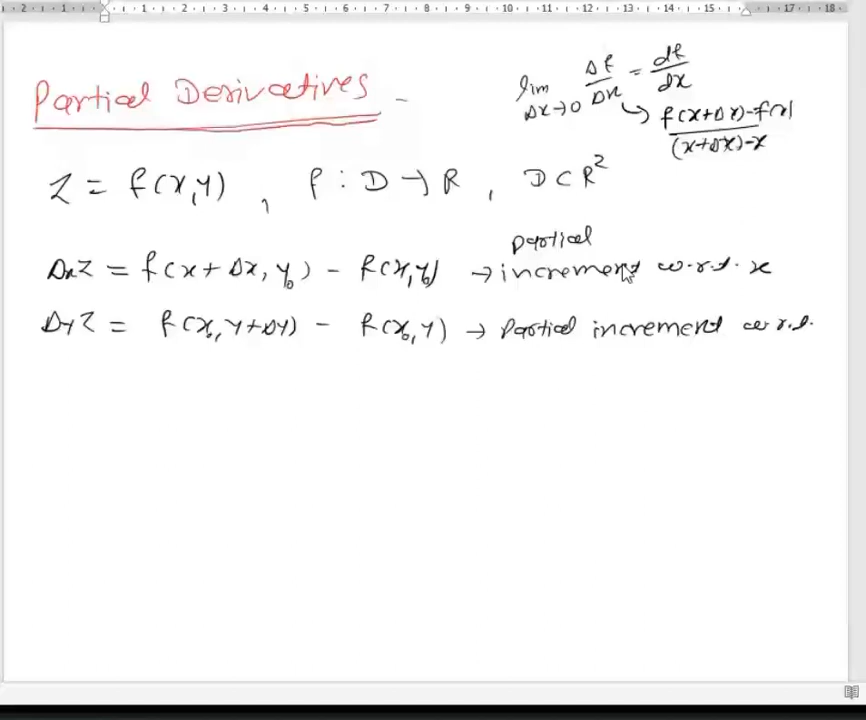 Partial Derivatives -
lim Δx→0 Δf/Δx = df/dx
↳ f(x+Δx)-f(x)/(x+Δx)-x
Z = f(x,y) , f : D → R , D ⊂ R²
ΔxZ = f(x+Δx, y₀) - f(x,y₀) → partial increment w.r.t. x
ΔyZ = f(x₀, y+Δy) - f(x₀,y) → partial increment w.r.t.